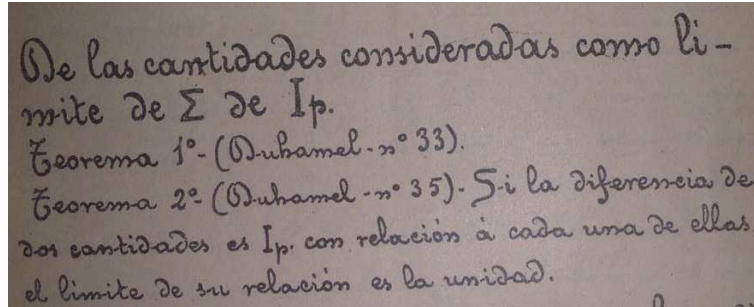 De las cantidades consideradas como li-
mite de Σ de Ip.
Teorema 1º- (Duhamel-nº 33).
Teorema 2º- (Duhamel-nº 35)- Si la diferencia de
dos cantidades es Ip. con relación à cada una de ellas
el limite de su relación es la unidad.